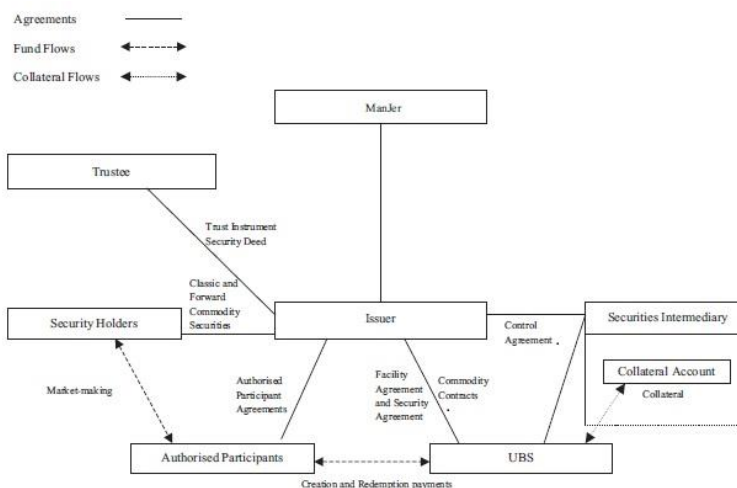 Agreements
Fund Flows
Collateral Flows
ManJer
Trustee
Trust Instrument
Security Deed
Classic and
Forward
Commodity
Securities
Security Holders
Issuer
Securities Intermediary
Control
Agreement .
Collateral Account
Collateral
Market-making
Authorised
Participant
Agreements
Facility
Agreement
and Security
Agreement
Commodity
Contracts
.
Authorised Participants
UBS
Creation and Redemption payments